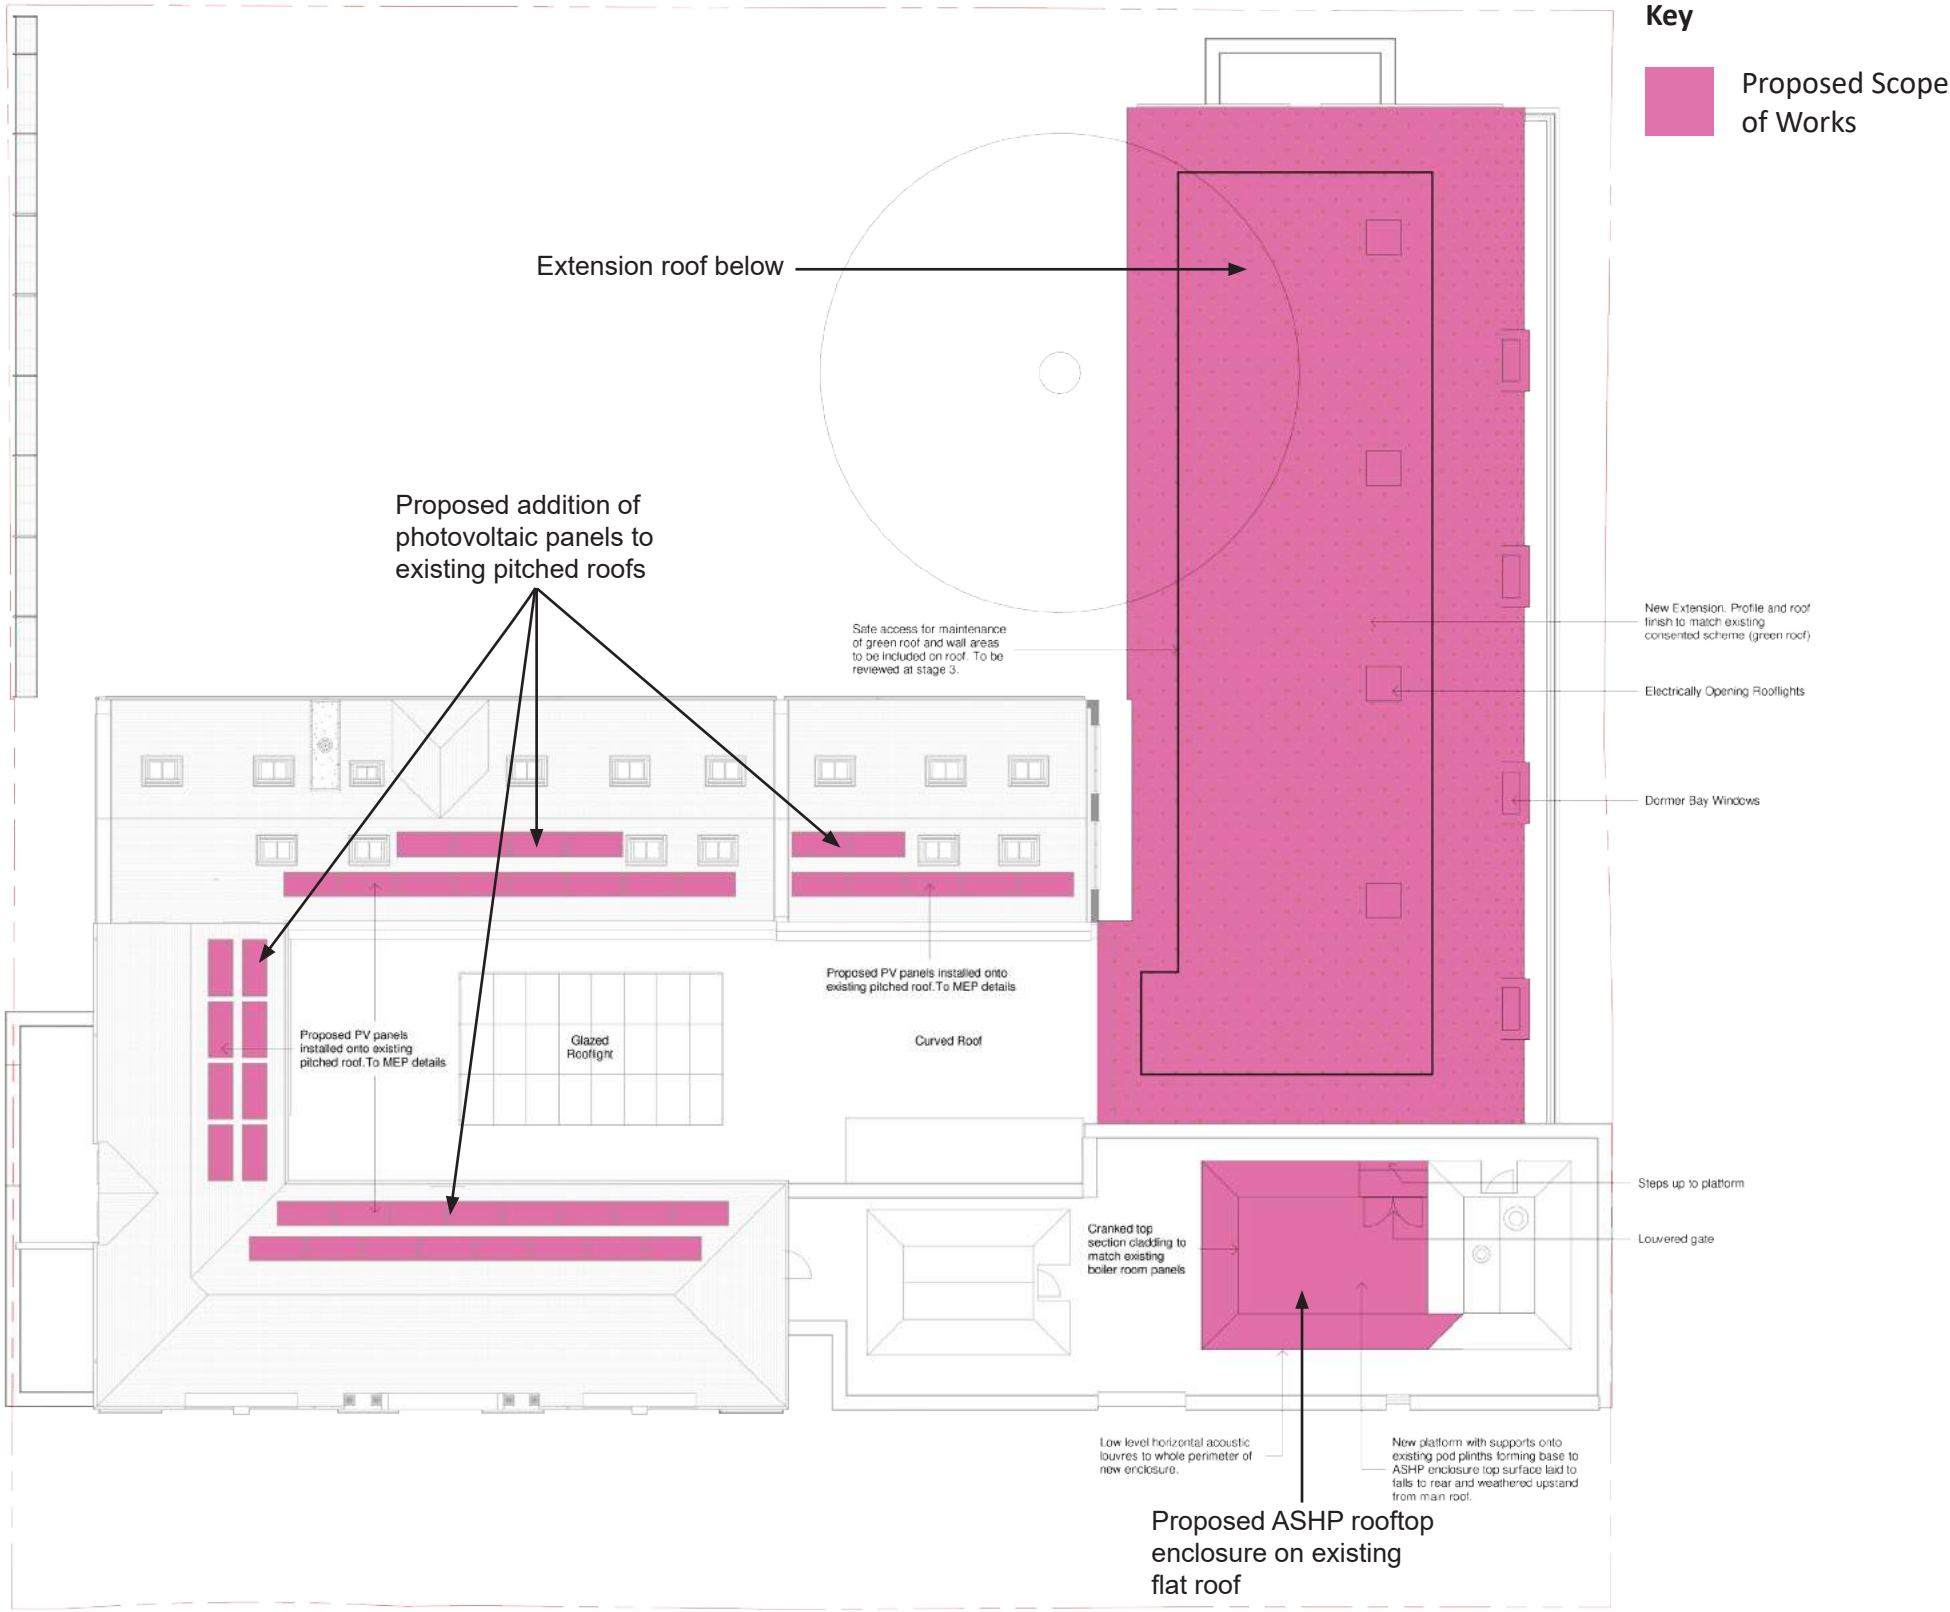 Key
Proposed Scope
of Works
Extension roof below
Proposed addition of
photovoltaic panels to
existing pitched roofs
Safe access for maintenance
of green roof and wall areas
to be included on roof. To be
reviewed at stage 3.
New Extension. Profile and roof
finish to match existing
consented scheme (green roof)
Electrically Opening Rooflights
Dormer Bay Windows
Proposed PV panels installed onto
existing pitched roof.To MEP details
Proposed PV panels
installed onto existing
pitched roof.To MEP details
Glazed
Rooflight
Curved Roof
Steps up to platform
Louvered gate
Cranked top
section cladding to
match existing
boiler room panels
Low level horizontal acoustic
louvres to whole perimeter of
new enclosure.
New platform with supports onto
existing pod plinths forming base to
ASHP enclosure top surface laid to
falls to rear and weathered upstand
from main roof.
Proposed ASHP rooftop
enclosure on existing
flat roof